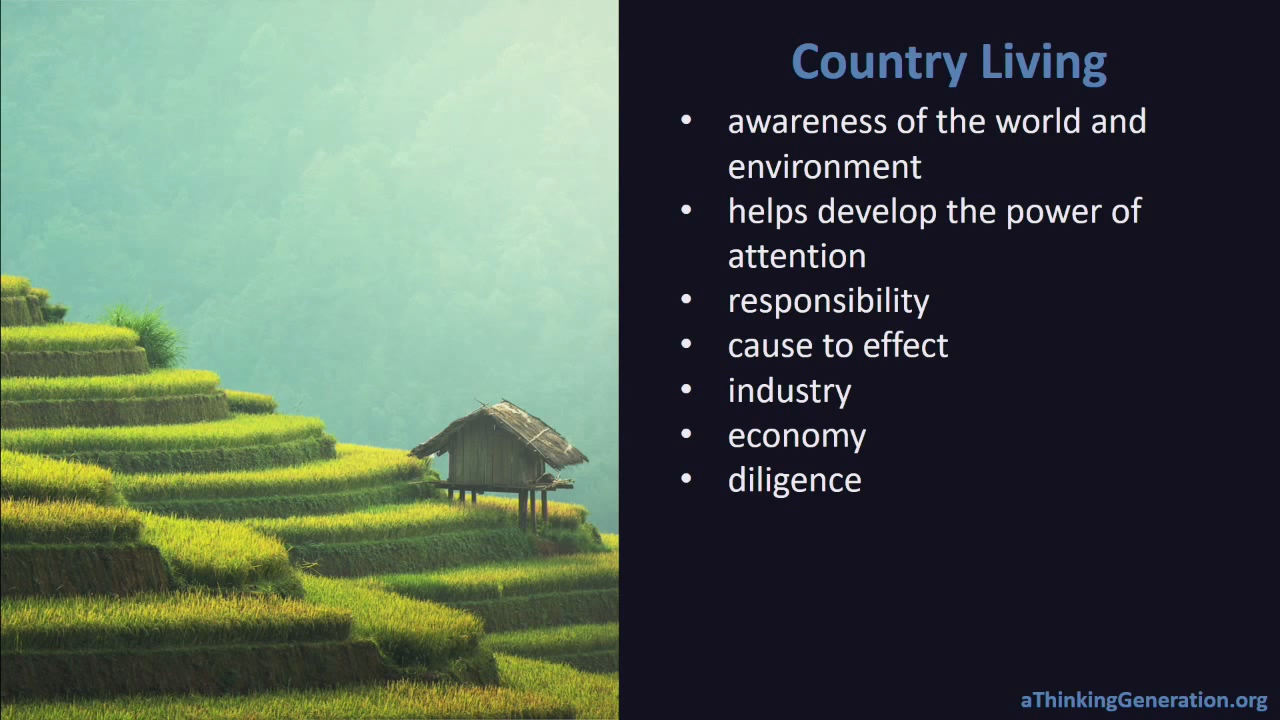 Country Living
• awareness of the world and
environment
• helps develop the power of
attention
• responsibility
• cause to effect
• industry
• economy
• diligence
aThinkingGeneration.org